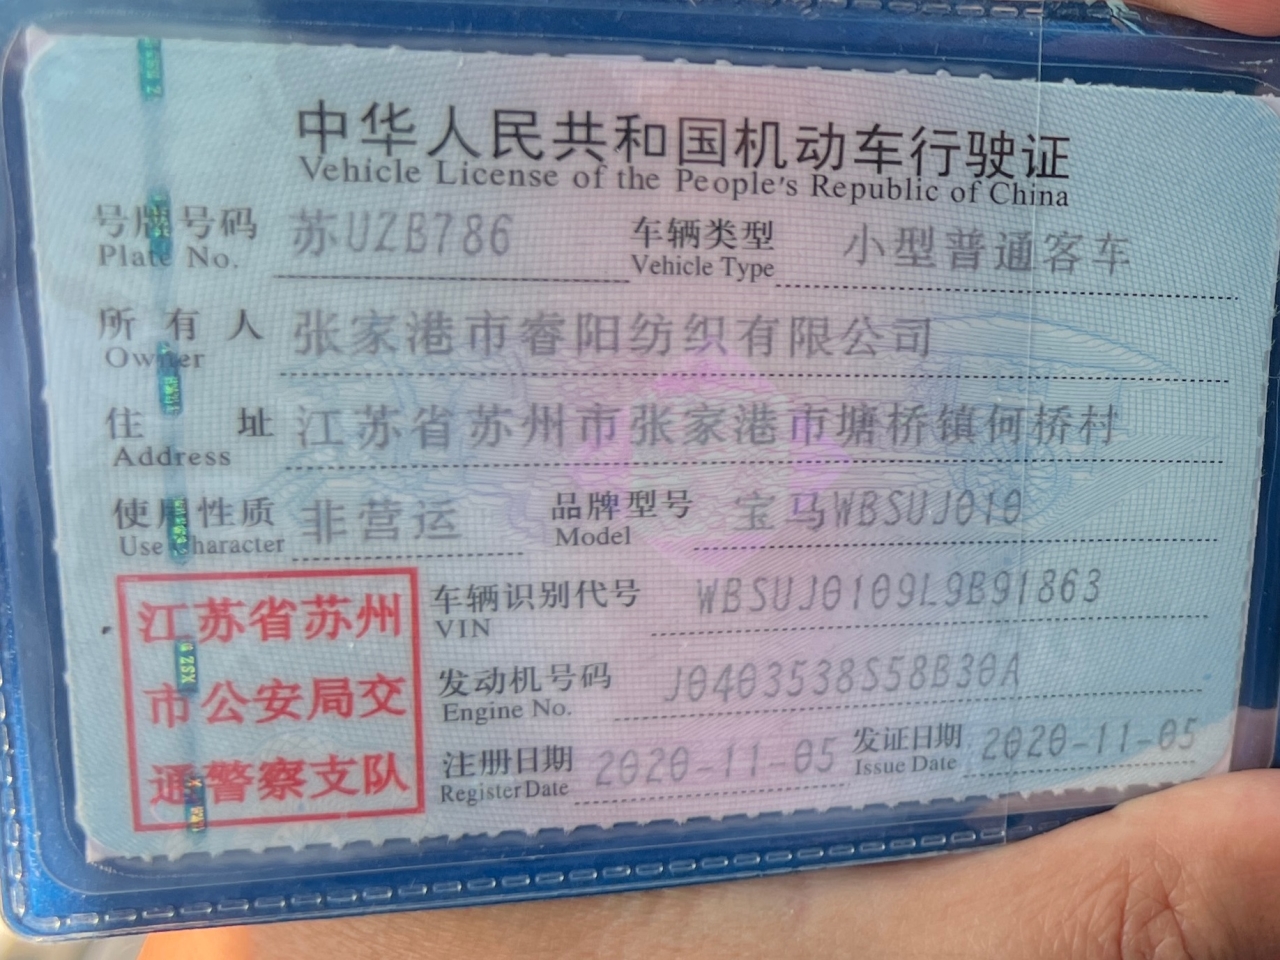 中华人民共和国机动车行驶证
Vehicle License of the People's Republic of China
号牌号码 苏UZB786 车辆类型 小型普通客车
Plate No. Vehicle Type
所有人 张家港市睿阳纺织有限公司
Owner
住址 江苏省苏州市张家港市塘桥镇何桥村
Address
使用性质 非营运 品牌型号 宝马WBSUJ010
Use Character Model
江苏省苏州
市公安局交
通警察支队
车辆识别代号 WBSUJ0109L9B91863
VIN
发动机号码 J0403538S58B30A
Engine No.
注册日期 2020-11-05 发证日期 2020-11-05
Register Date Issue Date